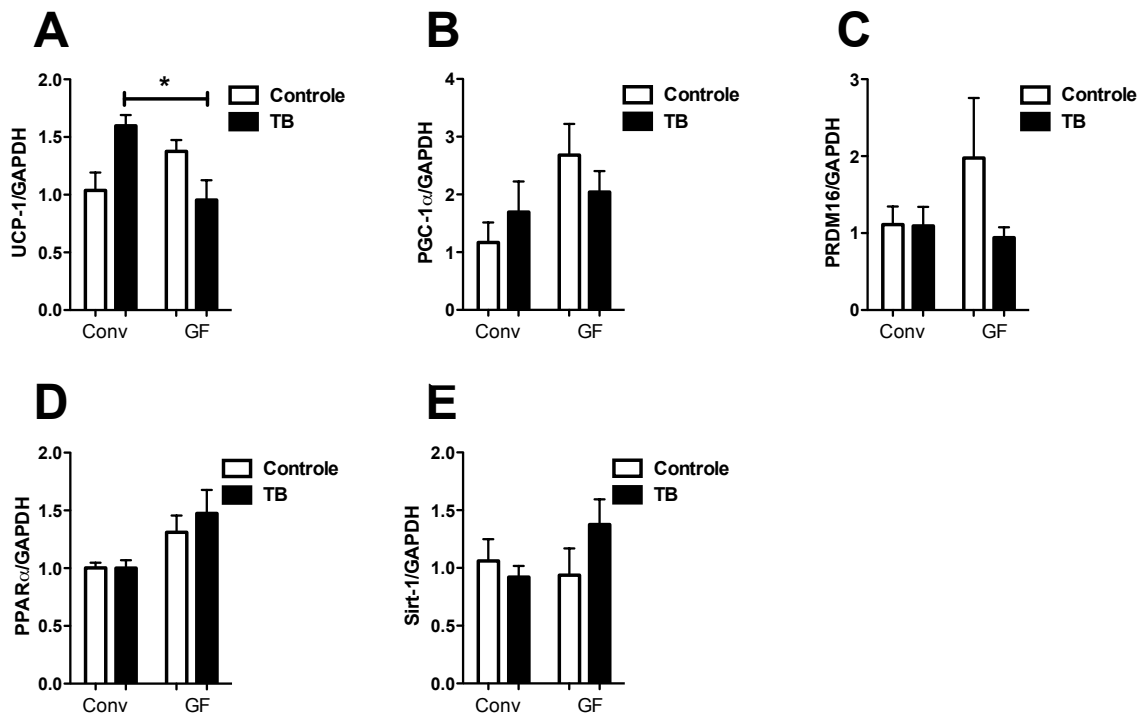 A
UCP-1/GAPDH
2.0
1.5
1.0
0.5
0.0
*
Conv GF
Controle
TB
B
PGC-1α/GAPDH
4
3
2
1
0
Conv GF
Controle
TB
C
PRDM16/GAPDH
3
2
1
0
Conv GF
Controle
TB
D
PPARα/GAPDH
2.0
1.5
1.0
0.5
0.0
Conv GF
Controle
TB
E
Sirt-1/GAPDH
2.0
1.5
1.0
0.5
0.0
Conv GF
Controle
TB